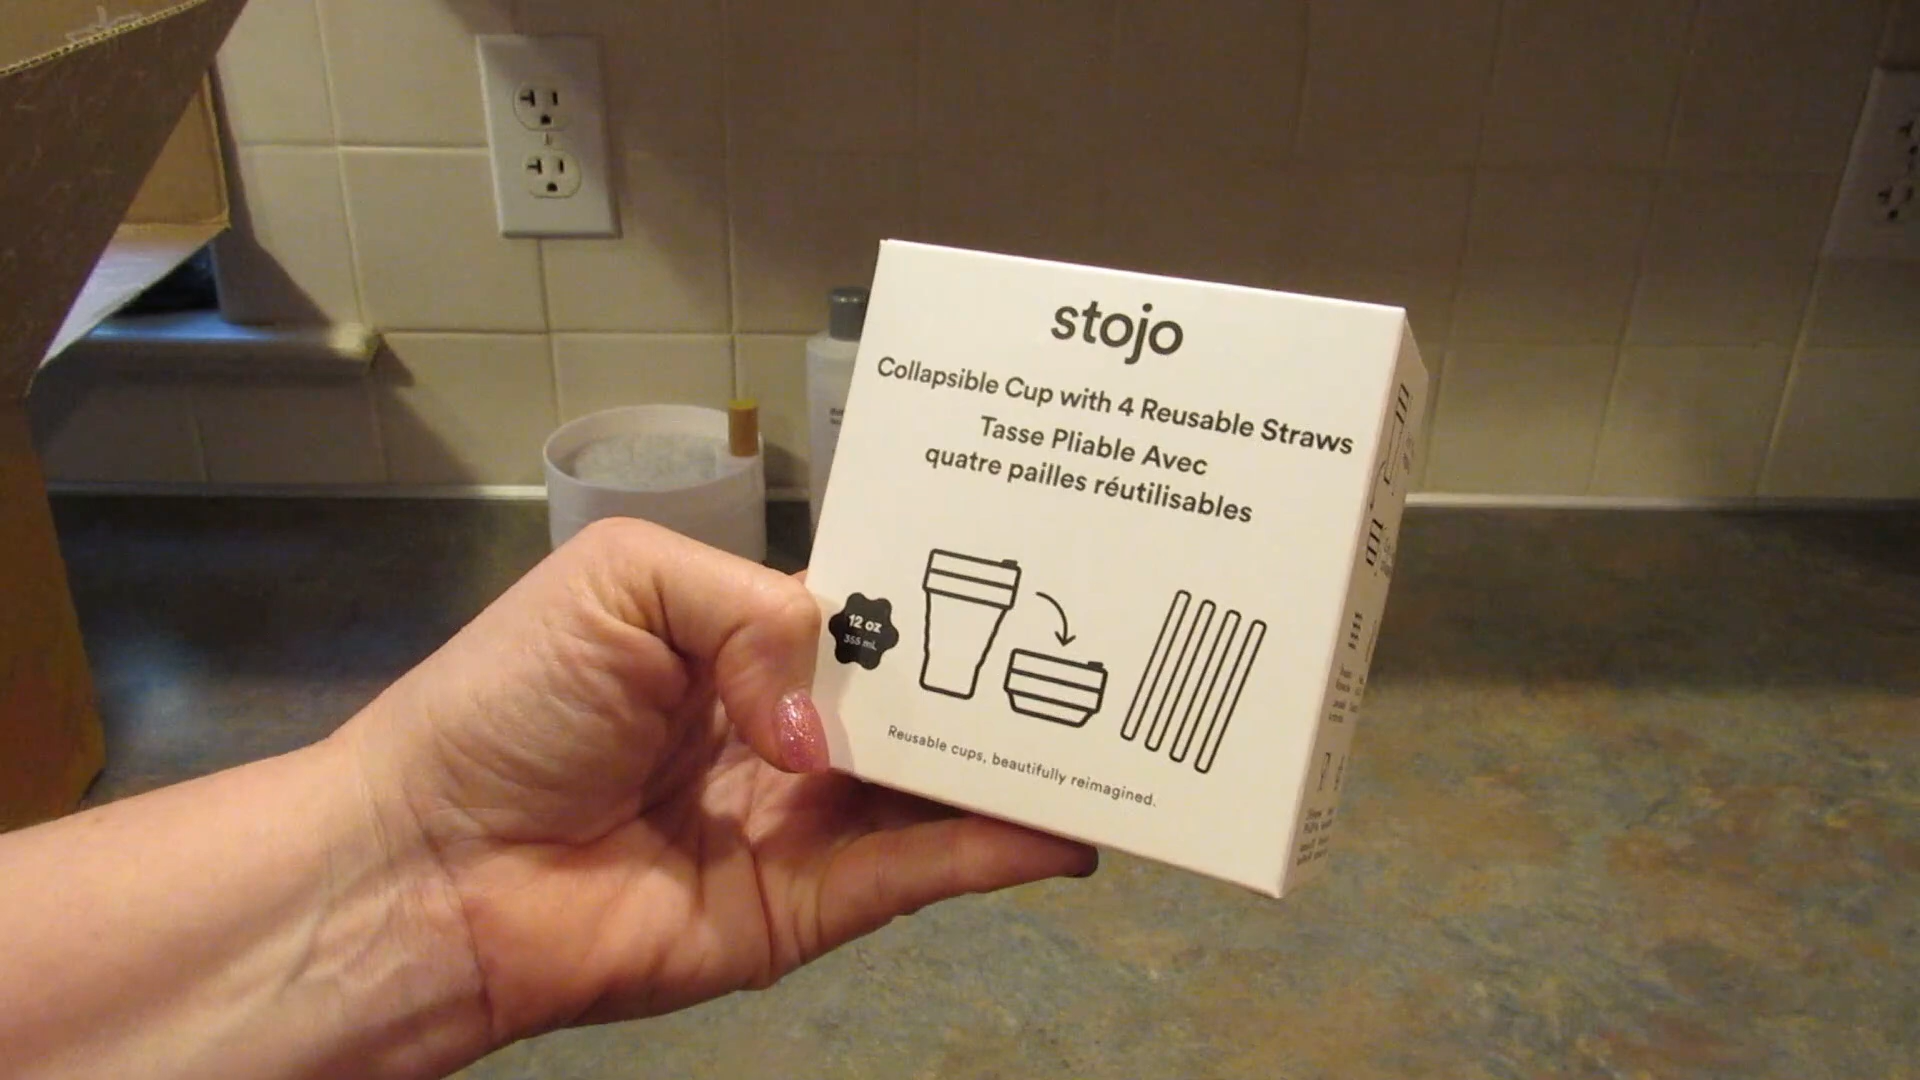 stojo
Collapsible Cup with 4 Reusable Straws
Tasse Pliable Avec
quatre pailles réutilisables
12 oz
355 mL
Reusable cups, beautifully reimagined.